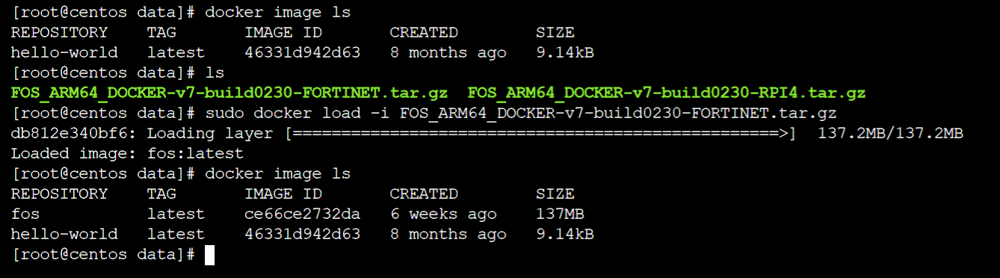 [root@centos data]# docker image ls
REPOSITORY    TAG       IMAGE ID       CREATED        SIZE
hello-world   latest    46331d942d63   8 months ago   9.14kB
[root@centos data]# ls
FOS_ARM64_DOCKER-v7-build0230-FORTINET.tar.gz  FOS_ARM64_DOCKER-v7-build0230-RPI4.tar.gz
[root@centos data]# sudo docker load -i FOS_ARM64_DOCKER-v7-build0230-FORTINET.tar.gz
db812e340bf6: Loading layer [==================================================>]  137.2MB/137.2MB
Loaded image: fos:latest
[root@centos data]# docker image ls
REPOSITORY    TAG       IMAGE ID       CREATED        SIZE
fos           latest    ce66ce2732da   6 weeks ago    137MB
hello-world   latest    46331d942d63   8 months ago   9.14kB
[root@centos data]#